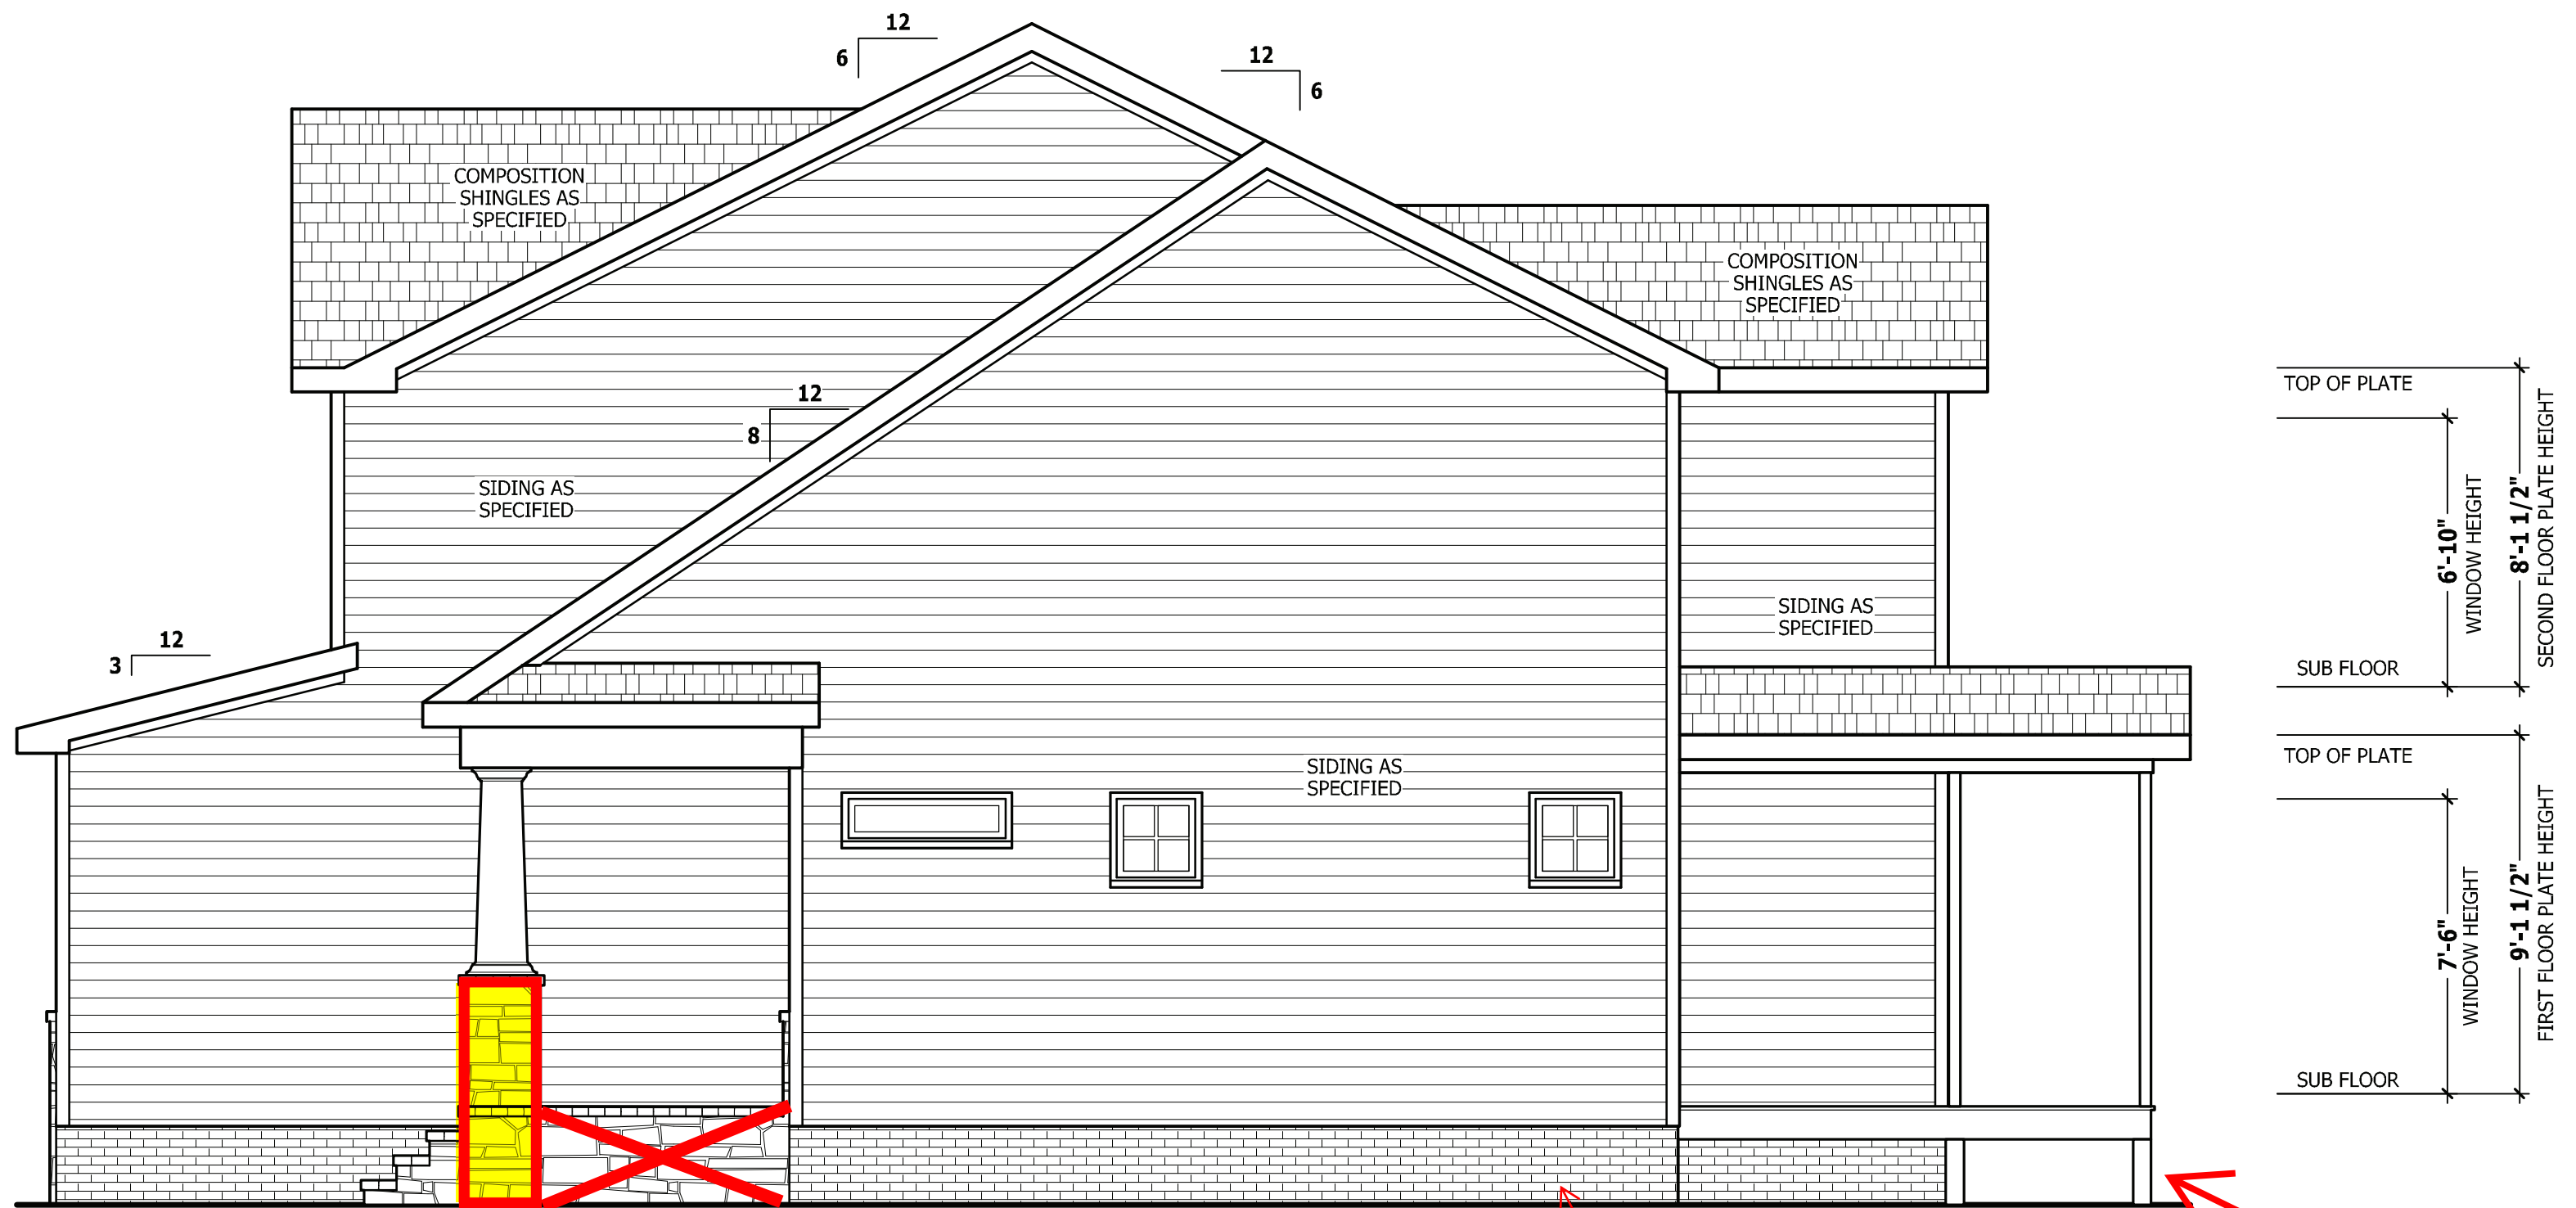 12
6
12
6
COMPOSITION
SHINGLES AS
SPECIFIED
COMPOSITION
SHINGLES AS
SPECIFIED
12
8
SIDING AS
SPECIFIED
SIDING AS
SPECIFIED
12
3
SIDING AS
SPECIFIED
TOP OF PLATE
6'-10"
WINDOW HEIGHT
8'-1 1/2"
SECOND FLOOR PLATE HEIGHT
SUB FLOOR
TOP OF PLATE
7'-6"
WINDOW HEIGHT
9'-1 1/2"
FIRST FLOOR PLATE HEIGHT
SUB FLOOR